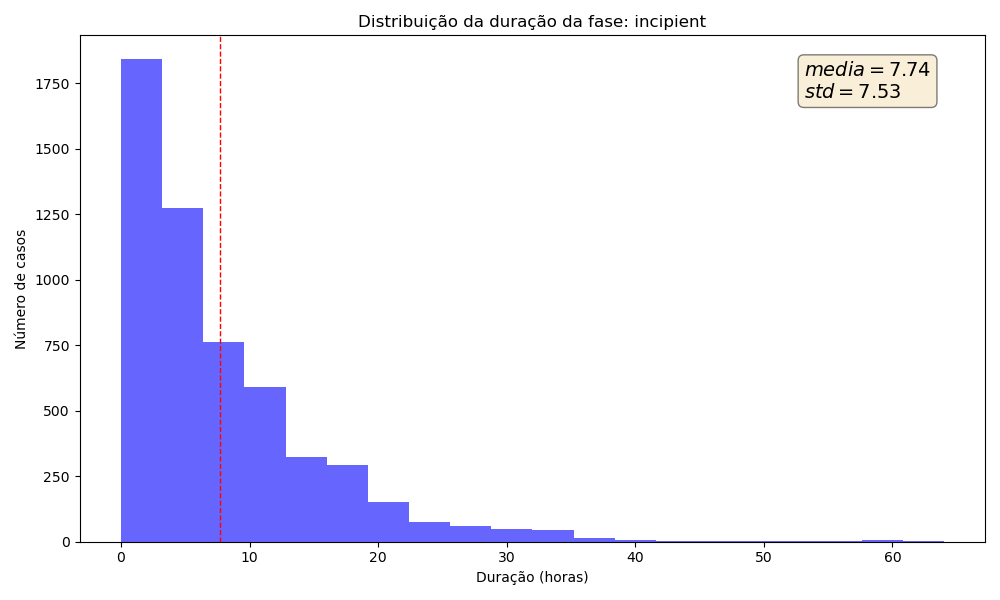 Distribuição da duração da fase: incipient
media = 7.74
std = 7.53
Número de casos
1750
1500
1250
1000
750
500
250
0
0 10 20 30 40 50 60
Duração (horas)